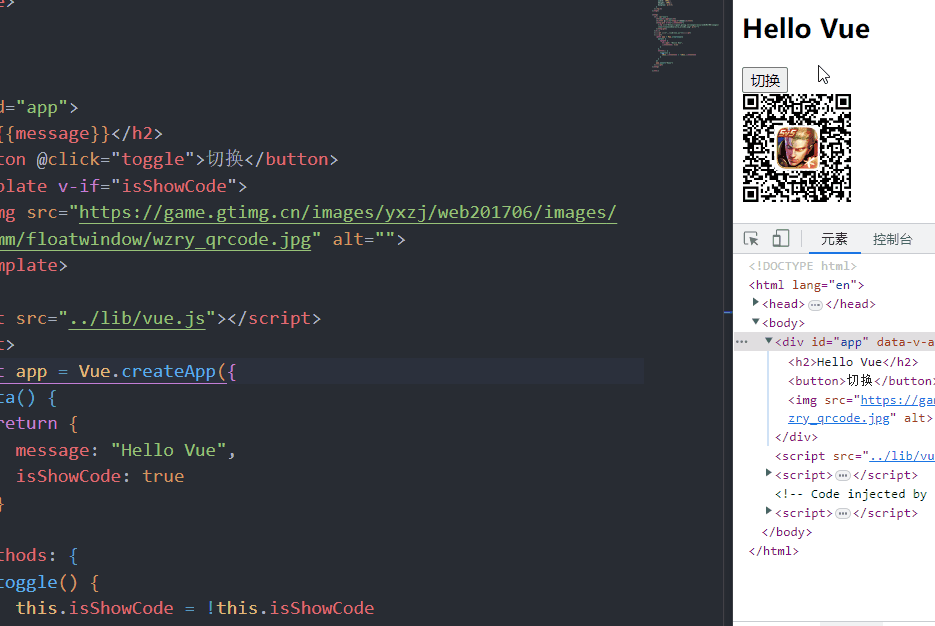 e>
d="app">
{{message}}</h2>
ton @click="toggle">切换</button>
plate v-if="isShowCode">
mg src="https://game.gtimg.cn/images/yxzj/web201706/images/
mm/floatwindow/wzry_qrcode.jpg" alt="">
mplate>
t src="../lib/vue.js"></script>
t>
t app = Vue.createApp({
ta() {
return {
message: "Hello Vue",
isShowCode: true
}
thods: {
toggle() {
this.isShowCode = !this.isShowCode
Hello Vue
切换
元素 控制台
<!DOCTYPE html>
<html lang="en">
<head> ⋯ </head>
<body>
<div id="app" data-v-a
<h2>Hello Vue</h2>
<button>切换</button>
<img src="https://gam
zry_qrcode.jpg" alt>
</div>
<script src="../lib/vu
<script> ⋯ </script>
<!-- Code injected by
<script> ⋯ </script>
</body>
</html>